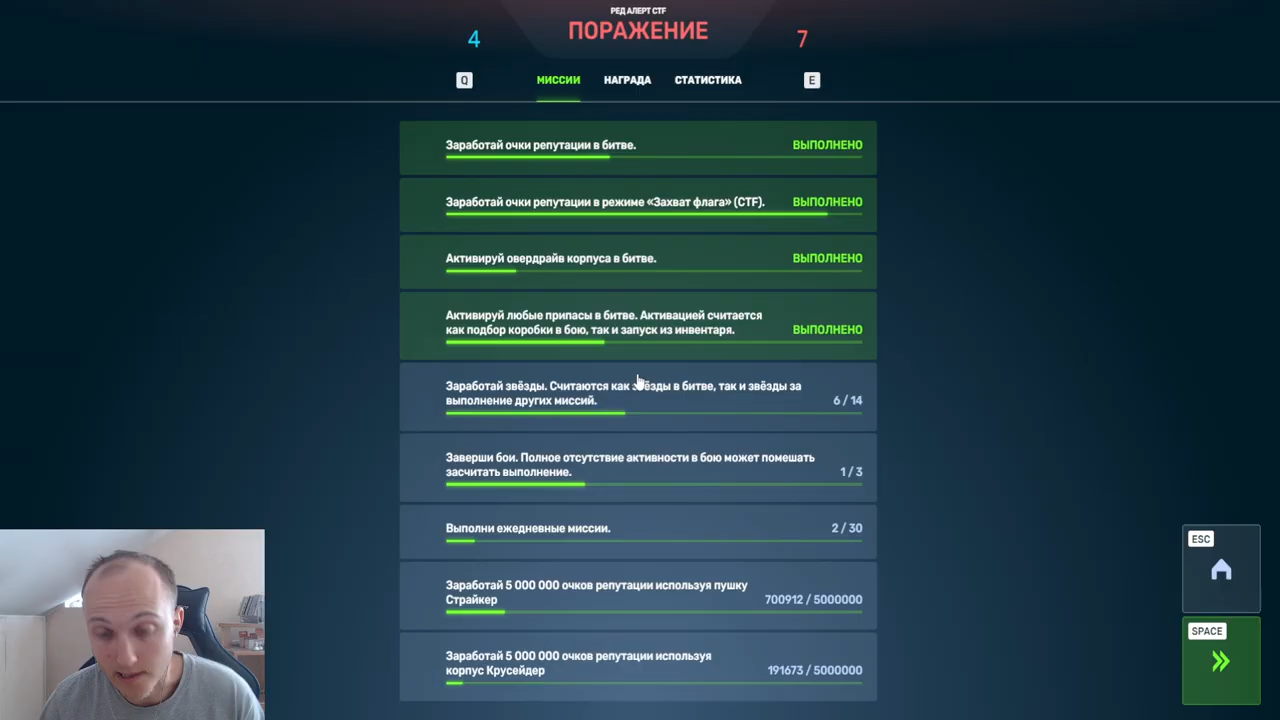 РЕД АЛЕРТ CTF
4 ПОРАЖЕНИЕ 7
Q МИССИИ НАГРАДА СТАТИСТИКА E
Заработай очки репутации в битве. ВЫПОЛНЕНО
Заработай очки репутации в режиме «Захват флага» (CTF). ВЫПОЛНЕНО
Активируй овердрайв корпуса в битве. ВЫПОЛНЕНО
Активируй любые припасы в битве. Активацией считается
как подбор коробки в бою, так и запуск из инвентаря. ВЫПОЛНЕНО
Заработай звёзды. Считаются как звёзды в битве, так и звёзды за
выполнение других миссий. 6 / 14
Заверши бои. Полное отсутствие активности в бою может помешать
засчитать выполнение. 1 / 3
Выполни ежедневные миссии. 2 / 30
Заработай 5 000 000 очков репутации используя пушку
Страйкер 700912 / 5000000
Заработай 5 000 000 очков репутации используя
корпус Крусейдер 191673 / 5000000
ESC
SPACE